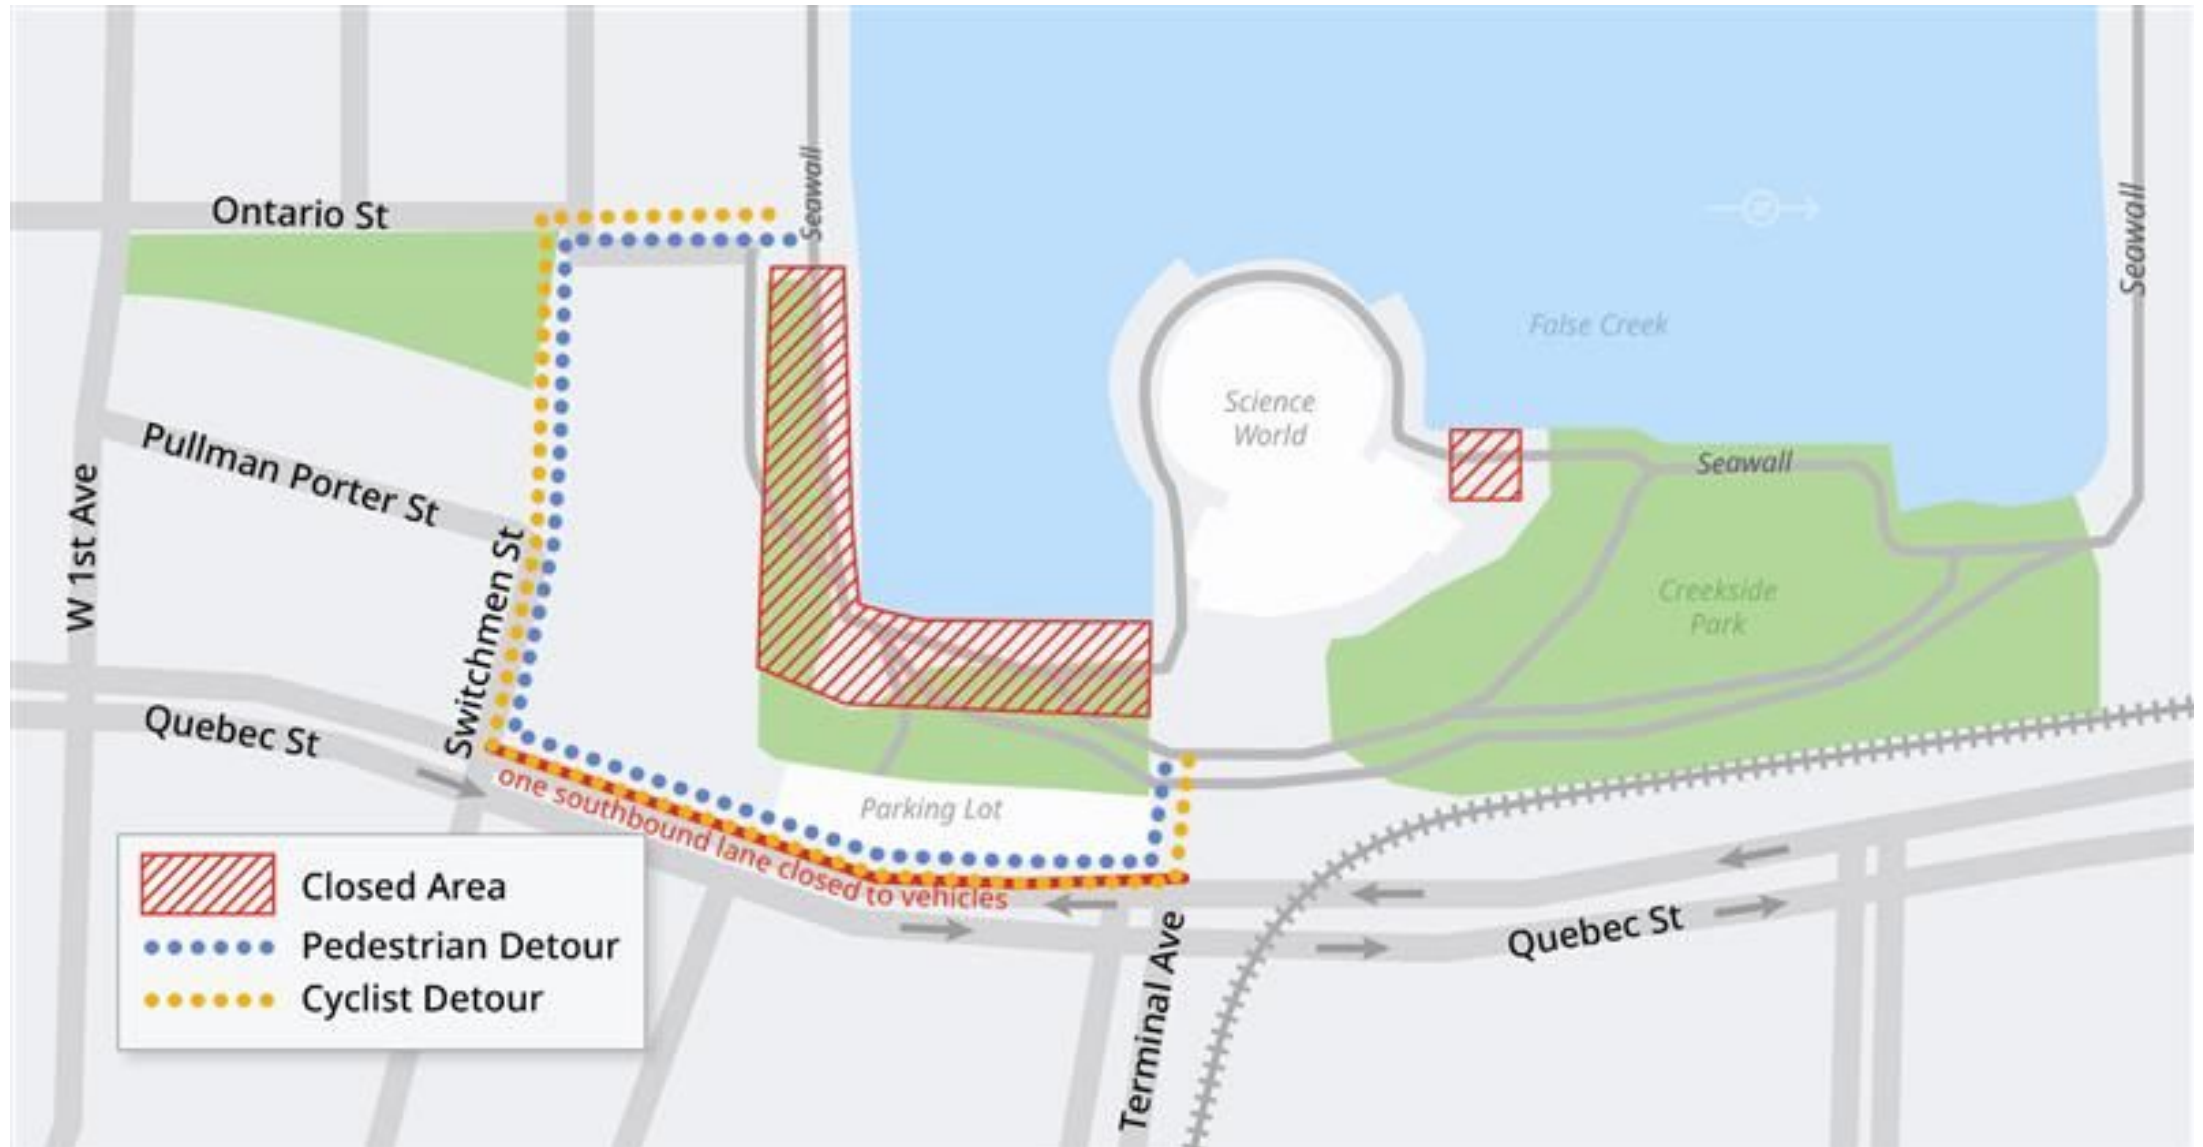 Seawall
Ontario St
Seawall
False Creek
Science
World
Pullman Porter St
Seawall
W 1st Ave
Switchmen St
Creekside
Park
Quebec St
one southbound lane closed to vehicles
Parking Lot
Quebec St
Terminal Ave
Closed Area
Pedestrian Detour
Cyclist Detour